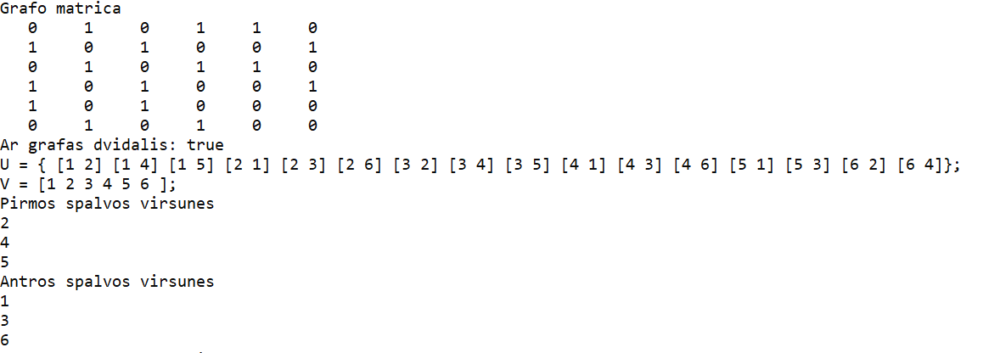 Grafo matrica
0 1 0 1 1 0
1 0 1 0 0 1
0 1 0 1 1 0
1 0 1 0 0 1
1 0 1 0 0 0
0 1 0 1 0 0
Ar grafas dvidalis: true
U = { [1 2] [1 4] [1 5] [2 1] [2 3] [2 6] [3 2] [3 4] [3 5] [4 1] [4 3] [4 6] [5 1] [5 3] [6 2] [6 4]};
V = [1 2 3 4 5 6 ];
Pirmos spalvos virsunes
2
4
5
Antros spalvos virsunes
1
3
6